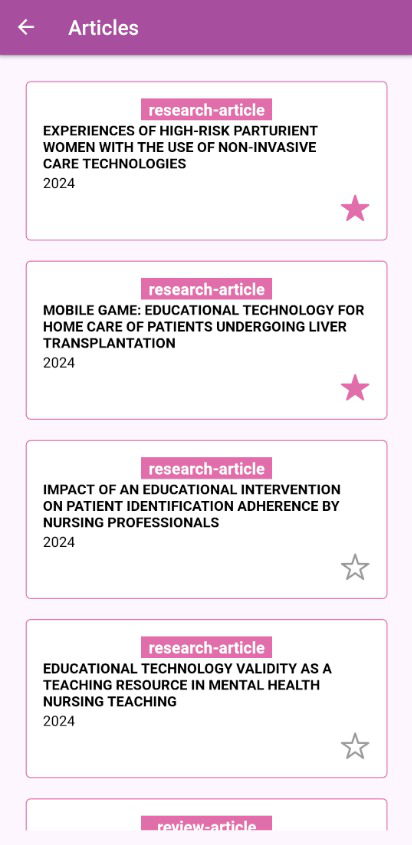 Articles
research-article
EXPERIENCES OF HIGH-RISK PARTURIENT
WOMEN WITH THE USE OF NON-INVASIVE
CARE TECHNOLOGIES
2024
research-article
MOBILE GAME: EDUCATIONAL TECHNOLOGY FOR
HOME CARE OF PATIENTS UNDERGOING LIVER
TRANSPLANTATION
2024
research-article
IMPACT OF AN EDUCATIONAL INTERVENTION
ON PATIENT IDENTIFICATION ADHERENCE BY
NURSING PROFESSIONALS
2024
research-article
EDUCATIONAL TECHNOLOGY VALIDITY AS A
TEACHING RESOURCE IN MENTAL HEALTH
NURSING TEACHING
2024
review-article